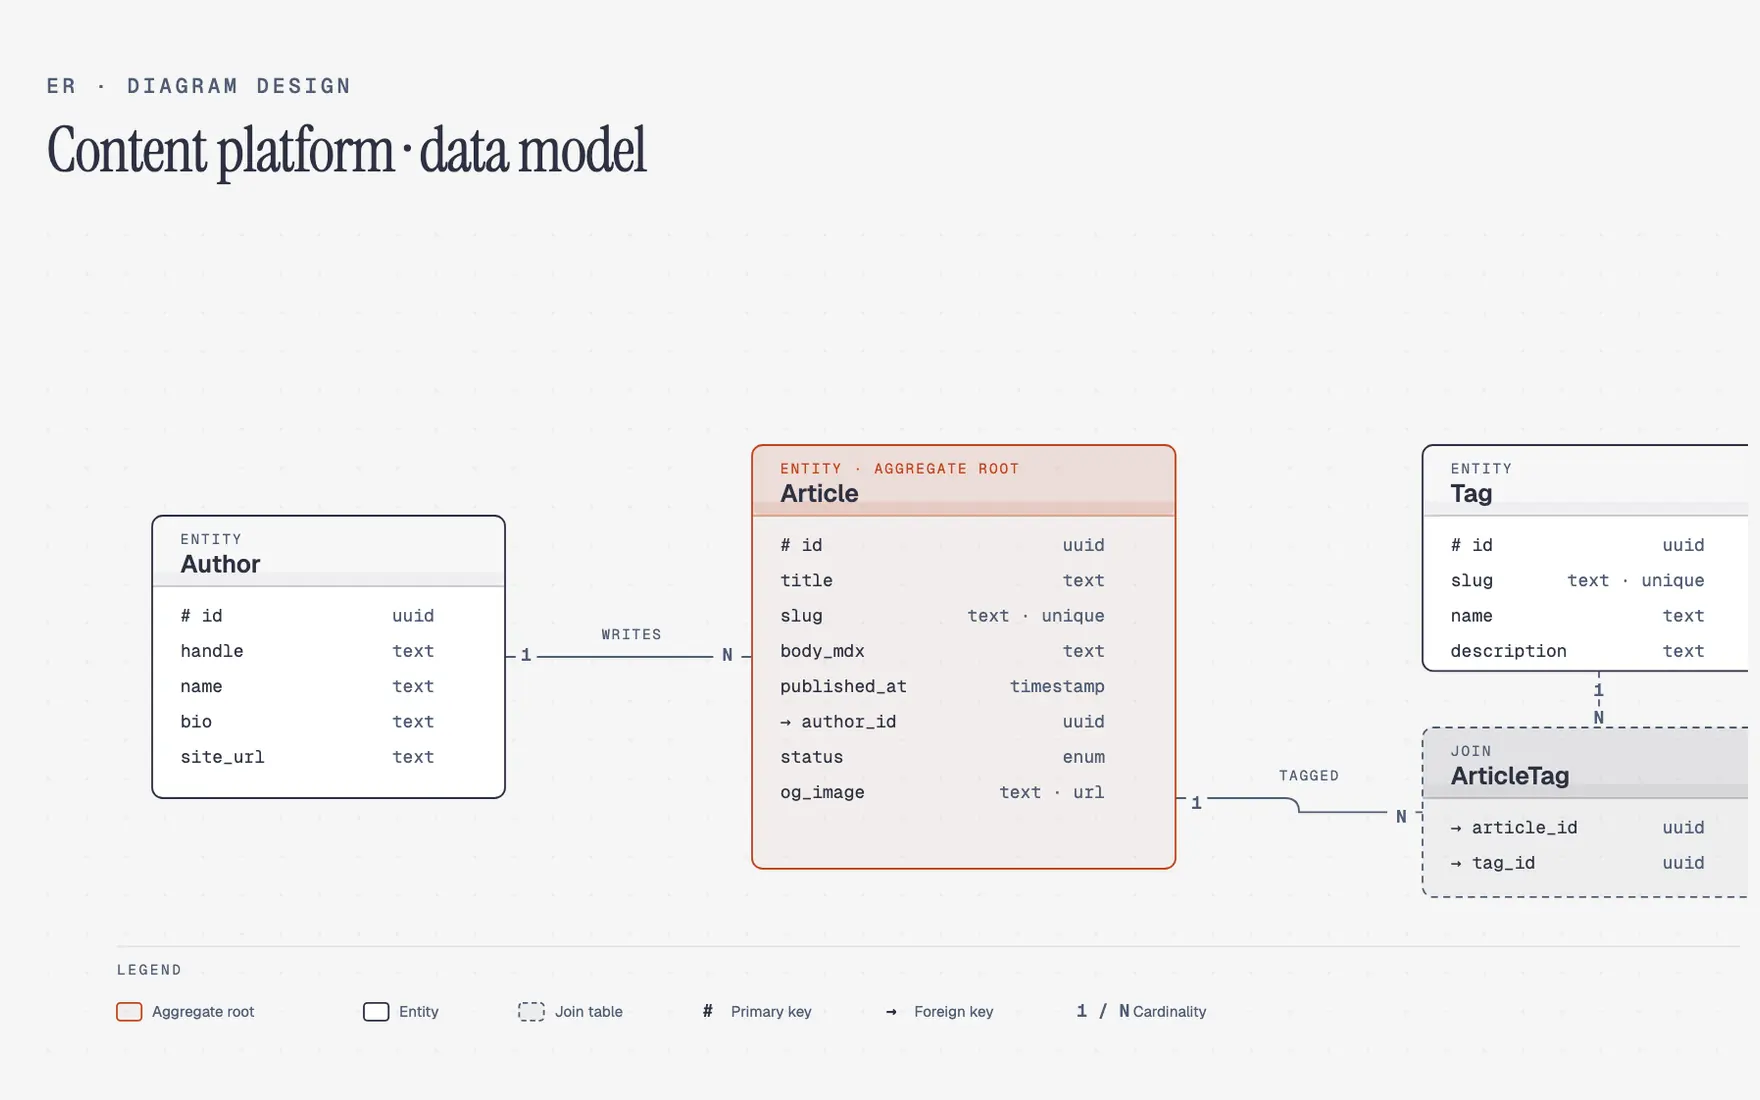 ER · DIAGRAM DESIGN
Content platform · data model
ENTITY
Author
# id uuid
handle text
name text
bio text
site_url text
1 WRITES N
ENTITY · AGGREGATE ROOT
Article
# id uuid
title text
slug text · unique
body_mdx text
published_at timestamp
→ author_id uuid
status enum
og_image text · url
1 TAGGED N
ENTITY
Tag
# id uuid
slug text · unique
name text
description text
1
N
JOIN
ArticleTag
→ article_id uuid
→ tag_id uuid
LEGEND
Aggregate root Entity Join table # Primary key → Foreign key 1 / N Cardinality